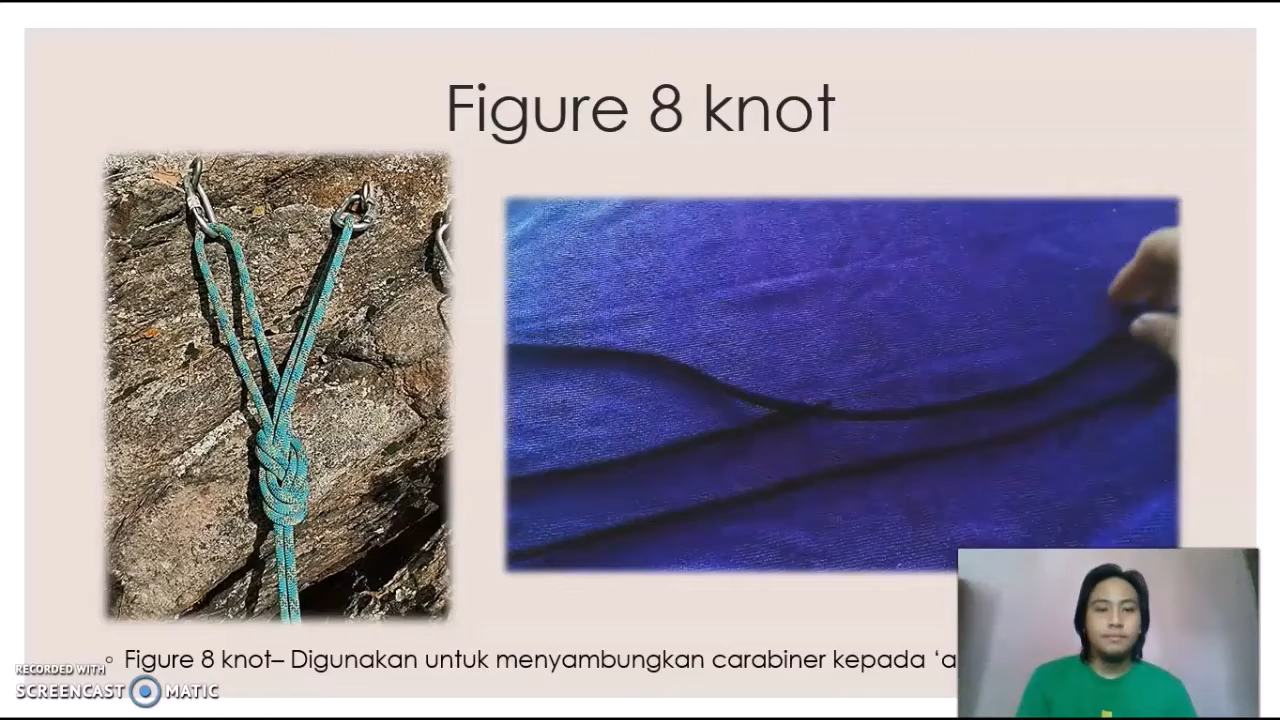 Figure 8 knot
Figure 8 knot– Digunakan untuk menyambungkan carabiner kepada ‘a
RECORDED WITH
SCREENCAST MATIC